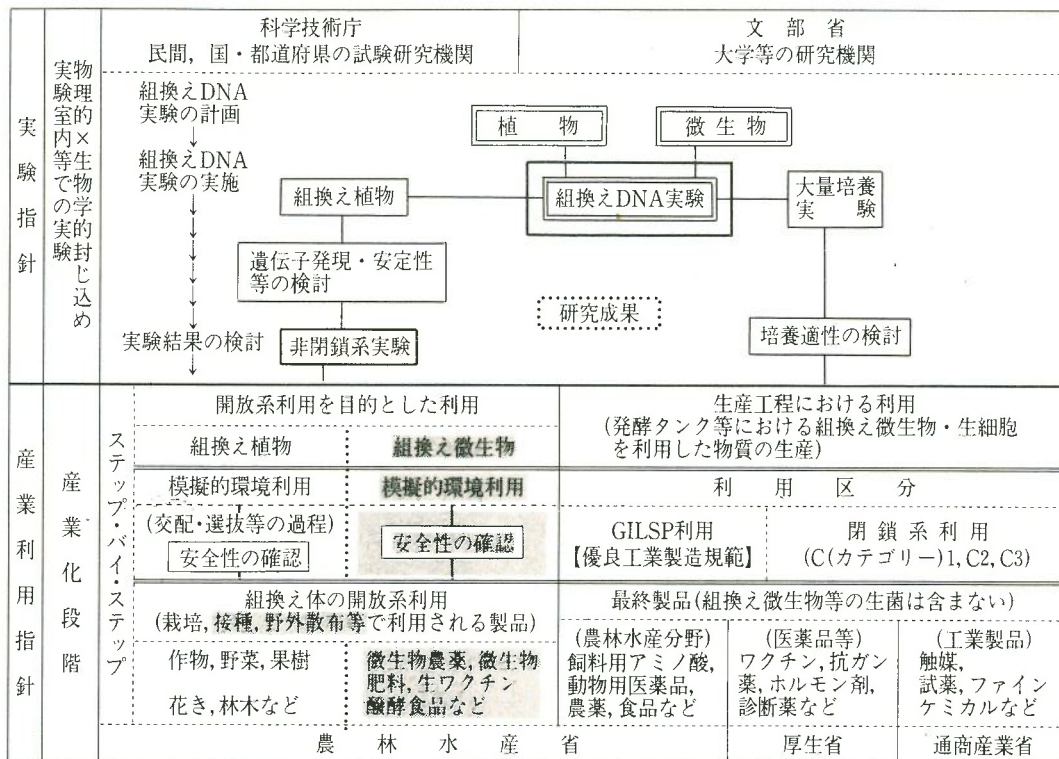 科学技術庁
民間, 国・都道府県の試験研究機関
文部省
大学等の研究機関
実験指針
物理的×生物学的封じ込め
実験室内等での実験
組換えDNA
実験の計画
組換えDNA
実験の実施
実験結果の検討
植物
微生物
組換えDNA実験
組換え植物
大量培養
実験
遺伝子発現・安定性
等の検討
研究成果
非閉鎖系実験
培養適性の検討
産業利用指針
産業化段階
ステップ・バイ・ステップ
開放系利用を目的とした利用
生産工程における利用
(発酵タンク等における組換え微生物・生細胞
を利用した物質の生産)
組換え植物
組換え微生物
模擬的環境利用
模擬的環境利用
利用区分
(交配・選抜等の過程)
安全性の確認
安全性の確認
GILSP利用
【優良工業製造規範】
閉鎖系利用
(C(カテゴリー)1, C2, C3)
組換え体の開放系利用
(栽培, 接種, 野外散布等で利用される製品)
最終製品(組換え微生物等の生菌は含まない)
作物, 野菜, 果樹
花き, 林木など
微生物農薬, 微生物
肥料, 生ワクチン
醗酵食品など
(農林水産分野)
飼料用アミノ酸,
動物用医薬品,
農薬, 食品など
(医薬品等)
ワクチン, 抗ガン
薬, ホルモン剤,
診断薬など
(工業製品)
触媒,
試薬, ファイン
ケミカルなど
農林水産省
厚生省
通商産業省